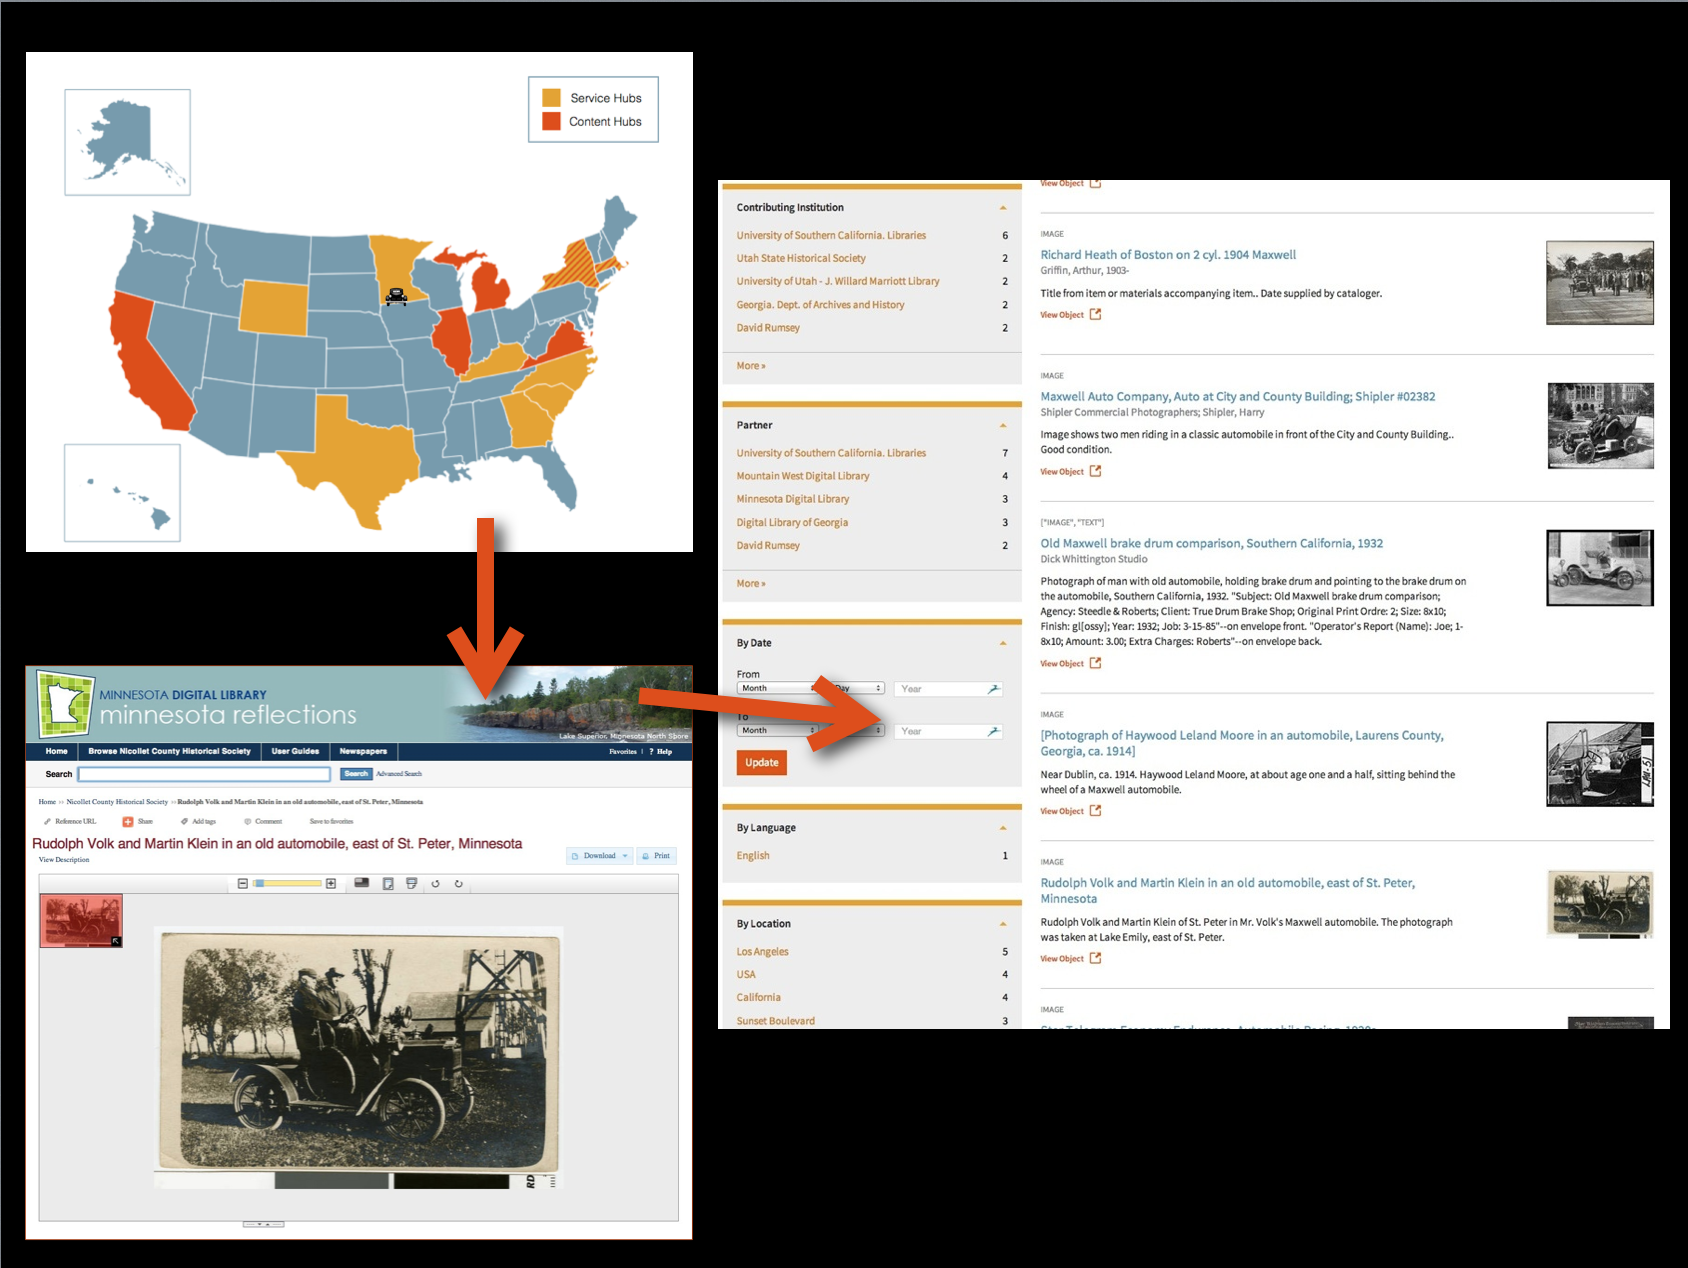 Service Hubs
Content Hubs
MINNESOTA DIGITAL LIBRARY
minnesota reflections
Lake Superior, Minnesota North Shore
Home Browse Nicollet County Historical Society User Guides Newspapers Favorites | ? Help
Search Search Advanced Search
Home >> Nicollet County Historical Society >> Rudolph Volk and Martin Klein in an old automobile, east of St. Peter, Minnesota
Reference URL Share Add tags Comment Save to favorites
Rudolph Volk and Martin Klein in an old automobile, east of St. Peter, Minnesota
View Description
Download Print
Contributing Institution
University of Southern California. Libraries 6
Utah State Historical Society 2
University of Utah - J. Willard Marriott Library 2
Georgia. Dept. of Archives and History 2
David Rumsey 2
More »
Partner
University of Southern California. Libraries 7
Mountain West Digital Library 4
Minnesota Digital Library 3
Digital Library of Georgia 3
David Rumsey 2
More »
By Date
From
Month Day Year
To
Month Year
Update
By Language
English 1
By Location
Los Angeles 5
USA 4
California 4
Sunset Boulevard 3
View Object
IMAGE
Richard Heath of Boston on 2 cyl. 1904 Maxwell
Griffin, Arthur, 1903-
Title from item or materials accompanying item.. Date supplied by cataloger.
View Object
IMAGE
Maxwell Auto Company, Auto at City and County Building; Shipler #02382
Shipler Commercial Photographers; Shipler, Harry
Image shows two men riding in a classic automobile in front of the City and County Building..
Good condition.
View Object
["IMAGE", "TEXT"]
Old Maxwell brake drum comparison, Southern California, 1932
Dick Whittington Studio
Photograph of man with old automobile, holding brake drum and pointing to the brake drum on
the automobile, Southern California, 1932. "Subject: Old Maxwell brake drum comparison;
Agency: Steedle & Roberts; Client: True Drum Brake Shop; Original Print Ordre: 2; Size: 8x10;
Finish: gl[ossy]; Year: 1932; Job: 3-15-85"--on envelope front. "Operator's Report (Name): Joe; 1-
8x10; Amount: 3.00; Extra Charges: Roberts"--on envelope back.
View Object
IMAGE
[Photograph of Haywood Leland Moore in an automobile, Laurens County,
Georgia, ca. 1914]
Near Dublin, ca. 1914. Haywood Leland Moore, at about age one and a half, sitting behind the
wheel of a Maxwell automobile.
View Object
IMAGE
Rudolph Volk and Martin Klein in an old automobile, east of St. Peter,
Minnesota
Rudolph Volk and Martin Klein of St. Peter in Mr. Volk's Maxwell automobile. The photograph
was taken at Lake Emily, east of St. Peter.
View Object
IMAGE